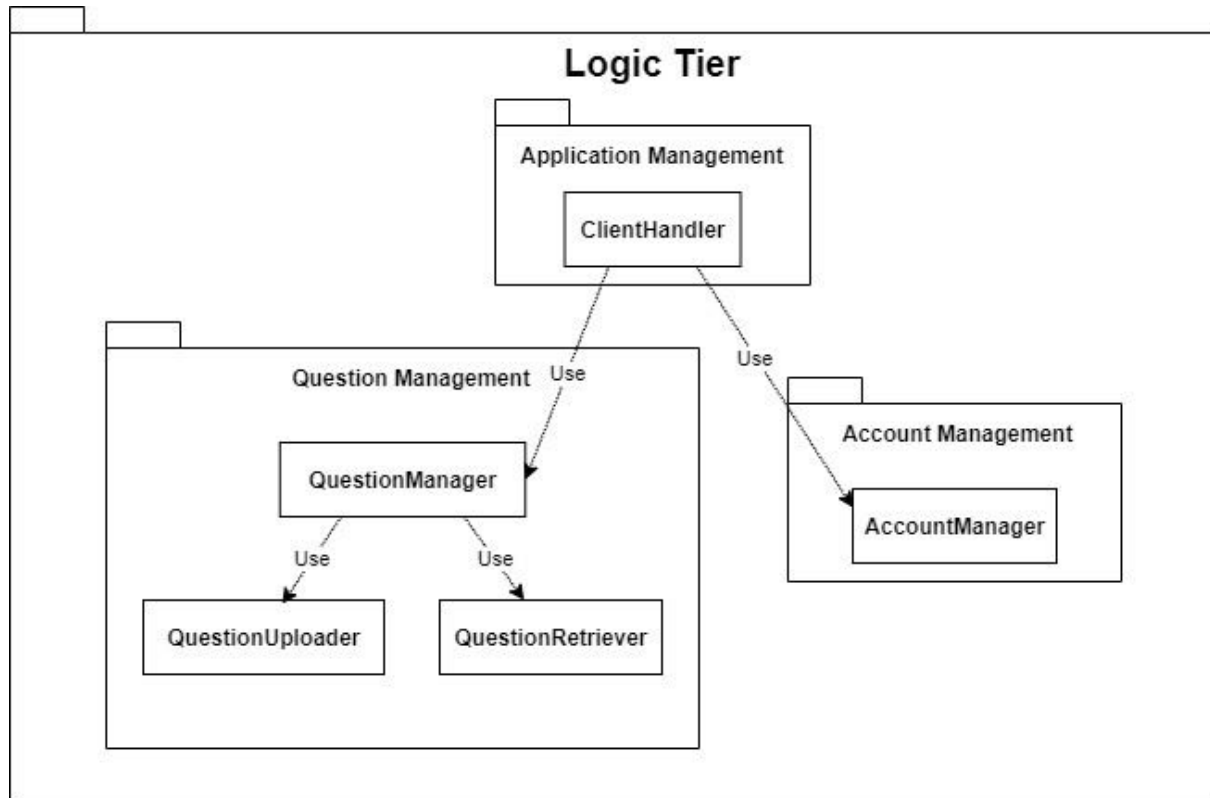 Logic Tier
Application Management
ClientHandler
Use
Use
Question Management
QuestionManager
Use
Use
QuestionUploader
QuestionRetriever
Account Management
AccountManager